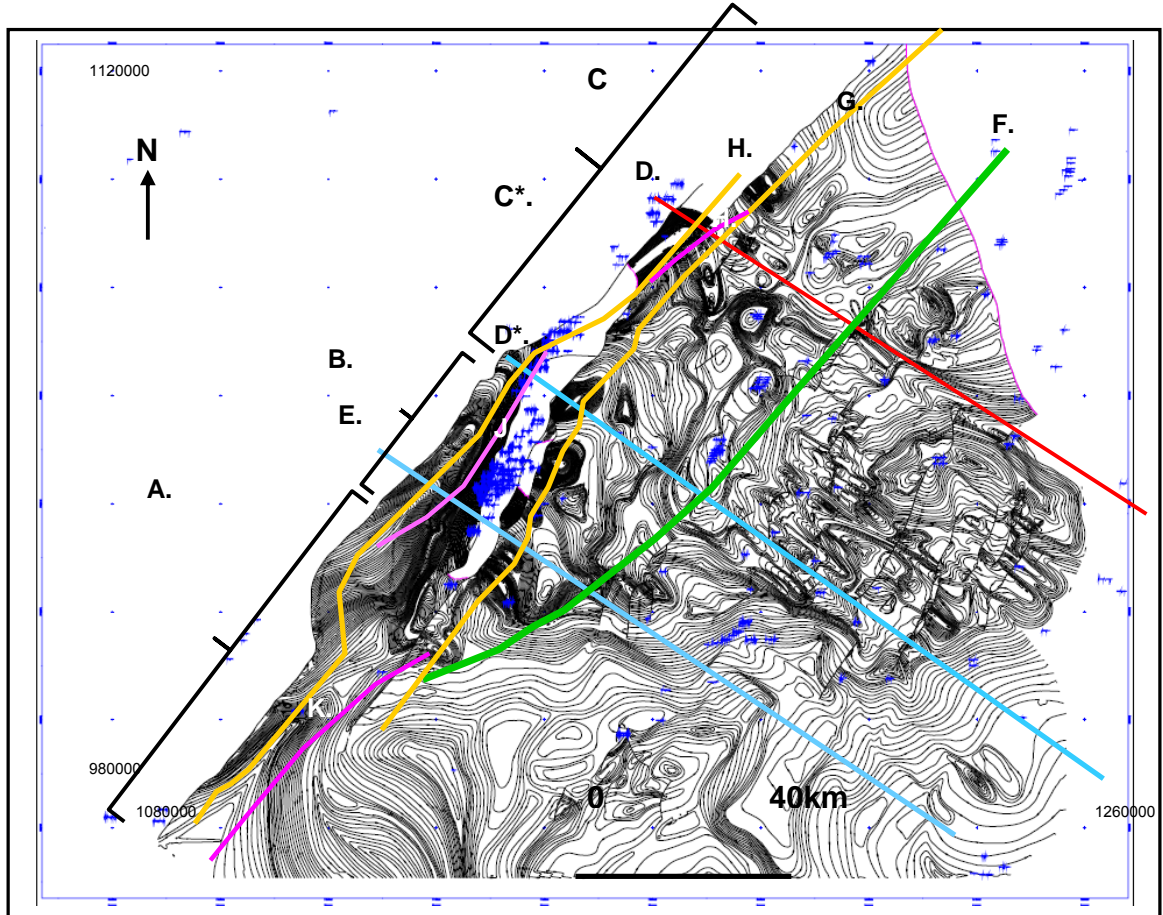 C
1120000
G.
F.
N
H.
D.
C*.
I
D*.
B.
E.
J
A.
K.
980000
0 40km
1080000
1260000